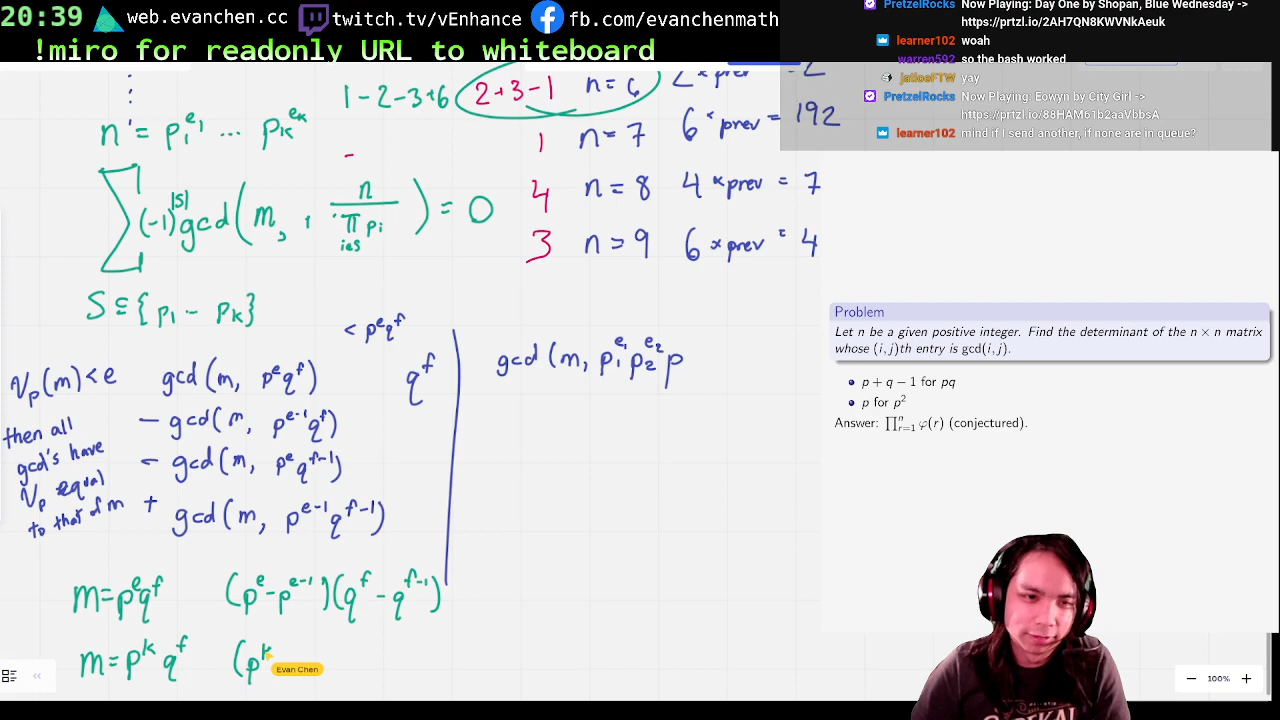 20:39 web.evanchen.cc twitch.tv/vEnhance fb.com/evanchenmath
!miro for readonly URL to whiteboard
PretzelRocks Now Playing: Day One by Shopan, Blue Wednesday ->
https://prtzl.io/2AH7QN8KWVNkAeuk
learner102 woah
warren592 so the bash worked
jatloeFTW yay
PretzelRocks Now Playing: Eowyn by City Girl ->
https://prtzl.io/88HAM61b2aaVbbsA
learner102 mind if I send another, if none are in queue?
1-2-3+6 2+3-1 n=6
n' = p₁^e₁ ... pₖ^eₖ
1 n=7 6 × prev = 192
4 n=8 4 × prev = 7
3 n=9 6 × prev = 4
∑ (-1)^|S| gcd(m, n / ∏_{i∈S} pᵢ) = 0
S ⊆ {p₁ - pₖ}
< p^e q^f
νₚ(m) < e gcd(m, p^e q^f) q^f
then all - gcd(m, p^{e-1} q^f)
gcd's have - gcd(m, p^e q^{f-1})
νₚ equal
to that of m + gcd(m, p^{e-1} q^{f-1})
gcd(m, p₁^e₁ p₂^e₂ p
m = p^e q^f (p^e - p^{e-1})(q^f - q^{f-1})
m = p^k q^f (p^k
Evan Chen
Problem
Let n be a given positive integer. Find the determinant of the n × n matrix
whose (i, j)th entry is gcd(i, j).
• p + q − 1 for pq
• p for p²
Answer: ∏_{r=1}^{n} φ(r) (conjectured).
100%